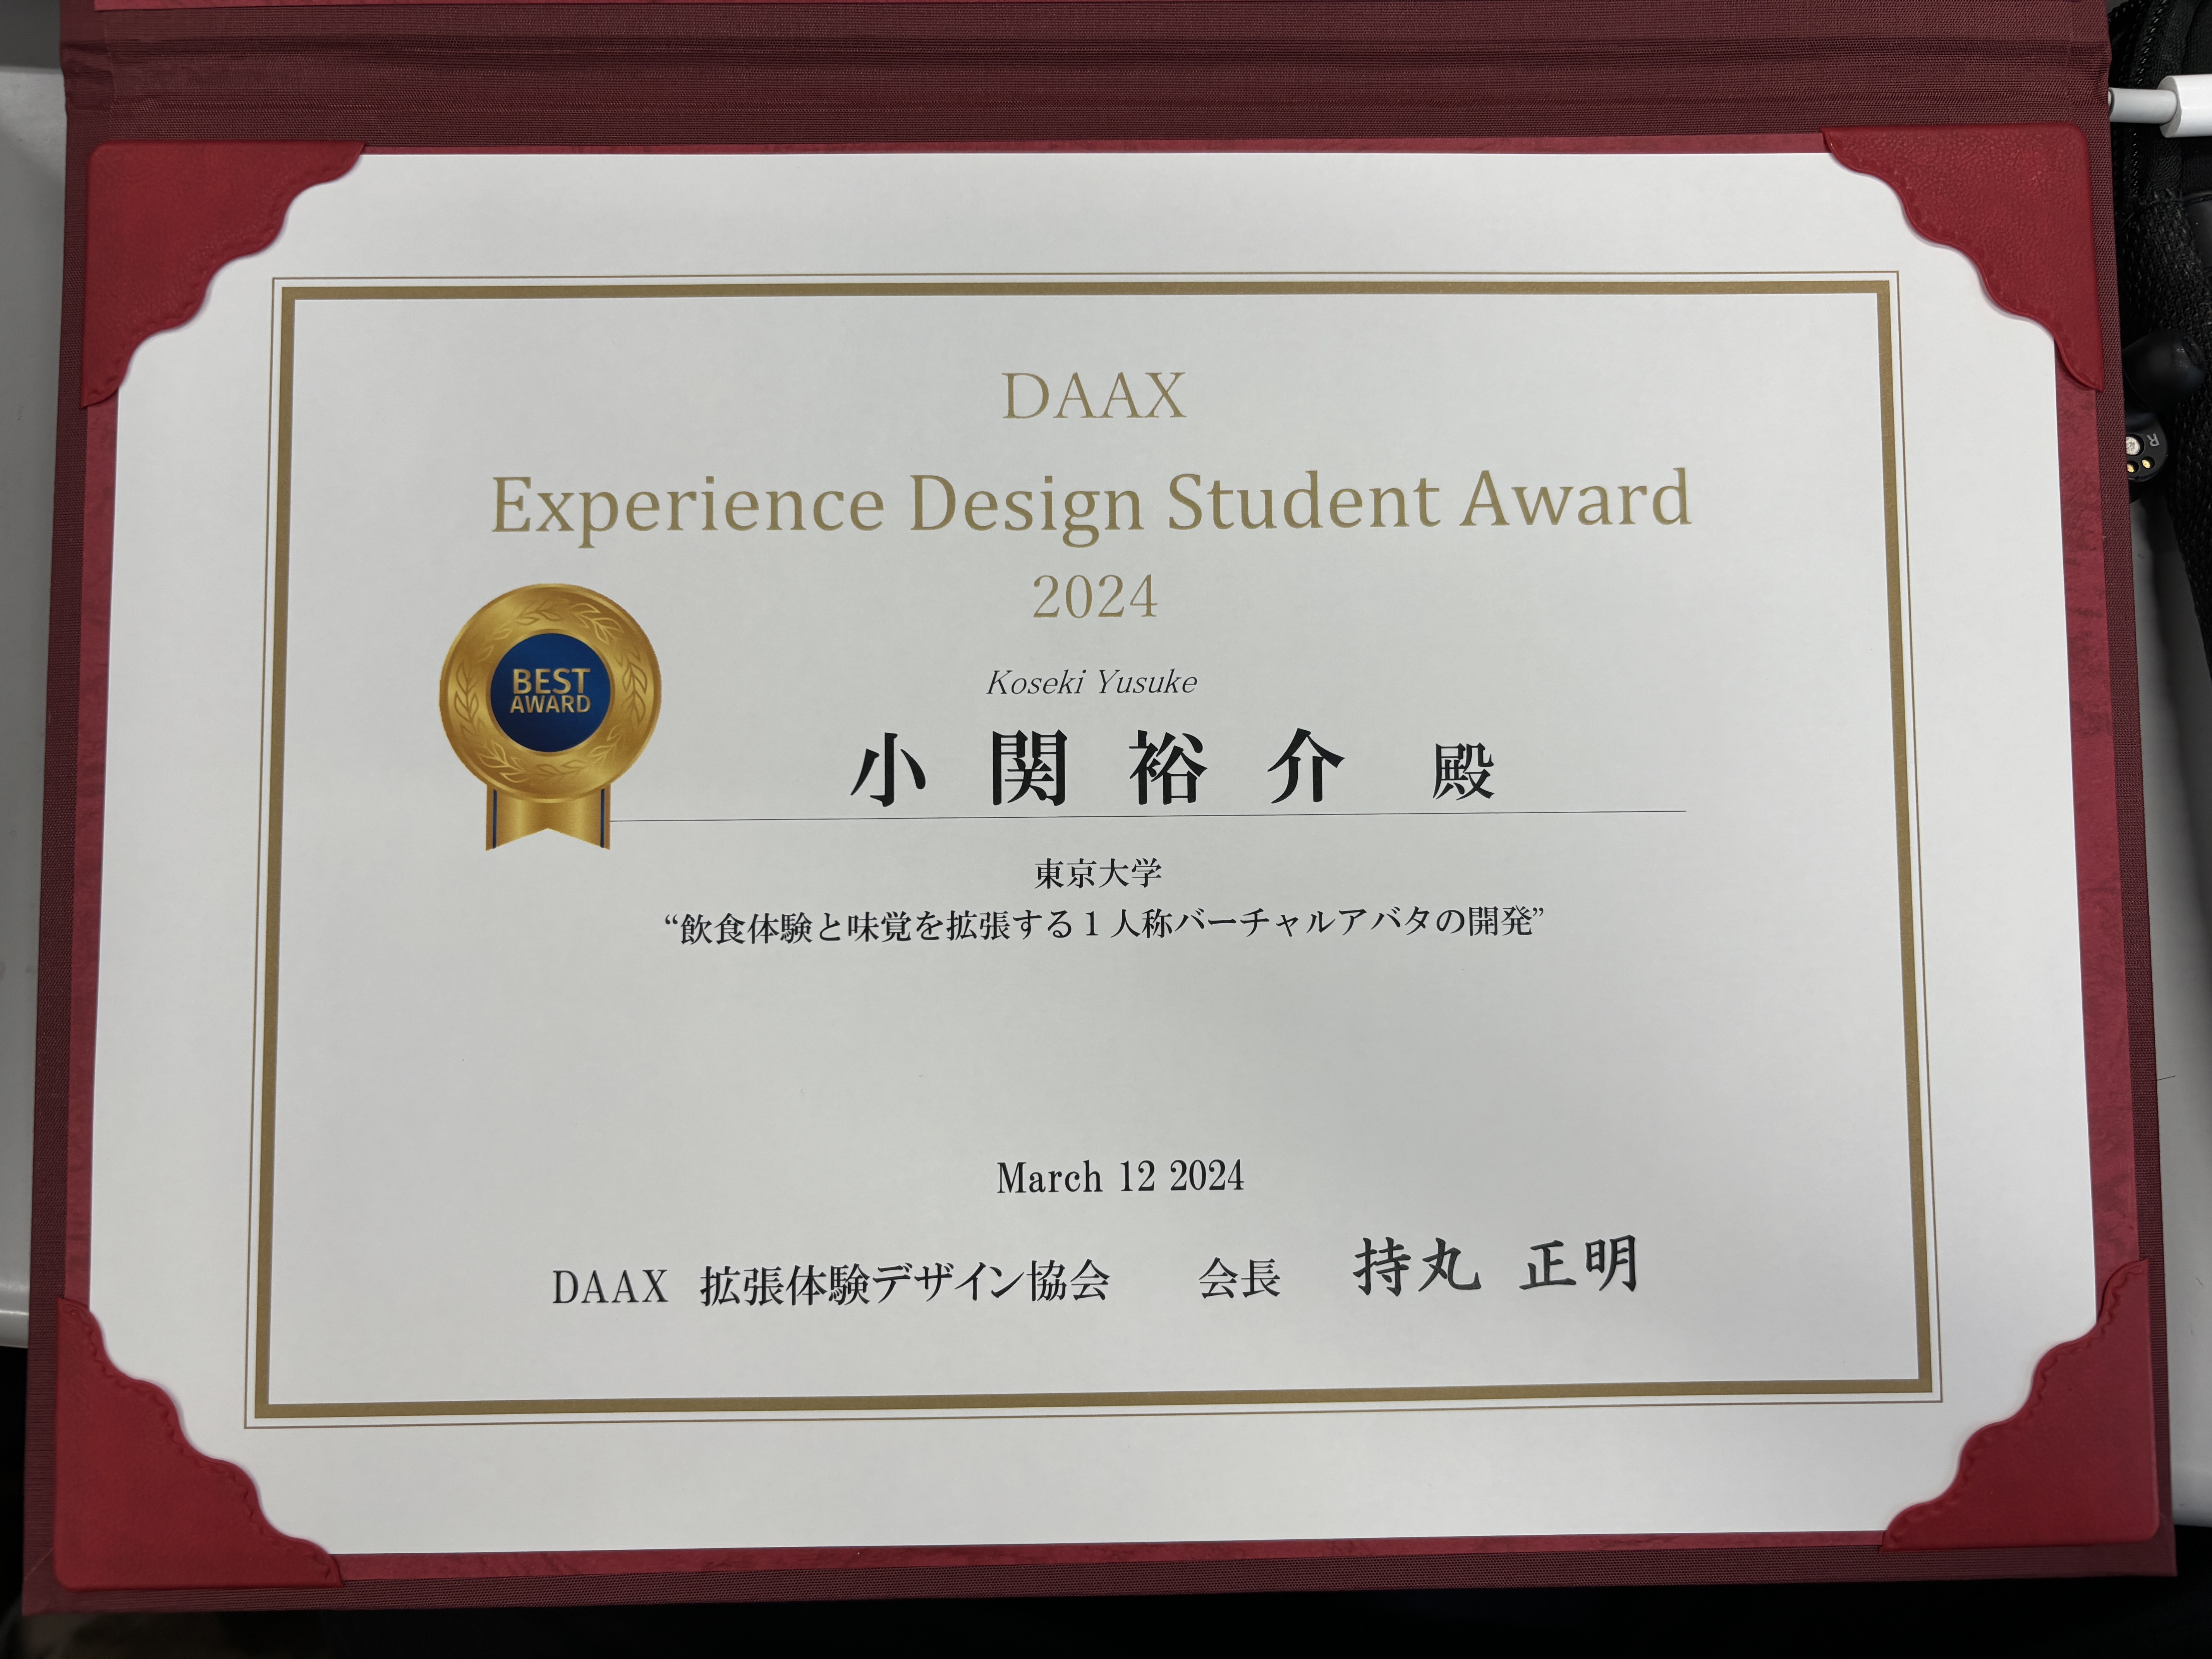 DAAX
Experience Design Student Award
2024
BEST
AWARD
Koseki Yusuke
小関裕介 殿
東京大学
“飲食体験と味覚を拡張する１人称バーチャルアバタの開発”
March 12 2024
DAAX 拡張体験デザイン協会 会長 持丸 正明
R